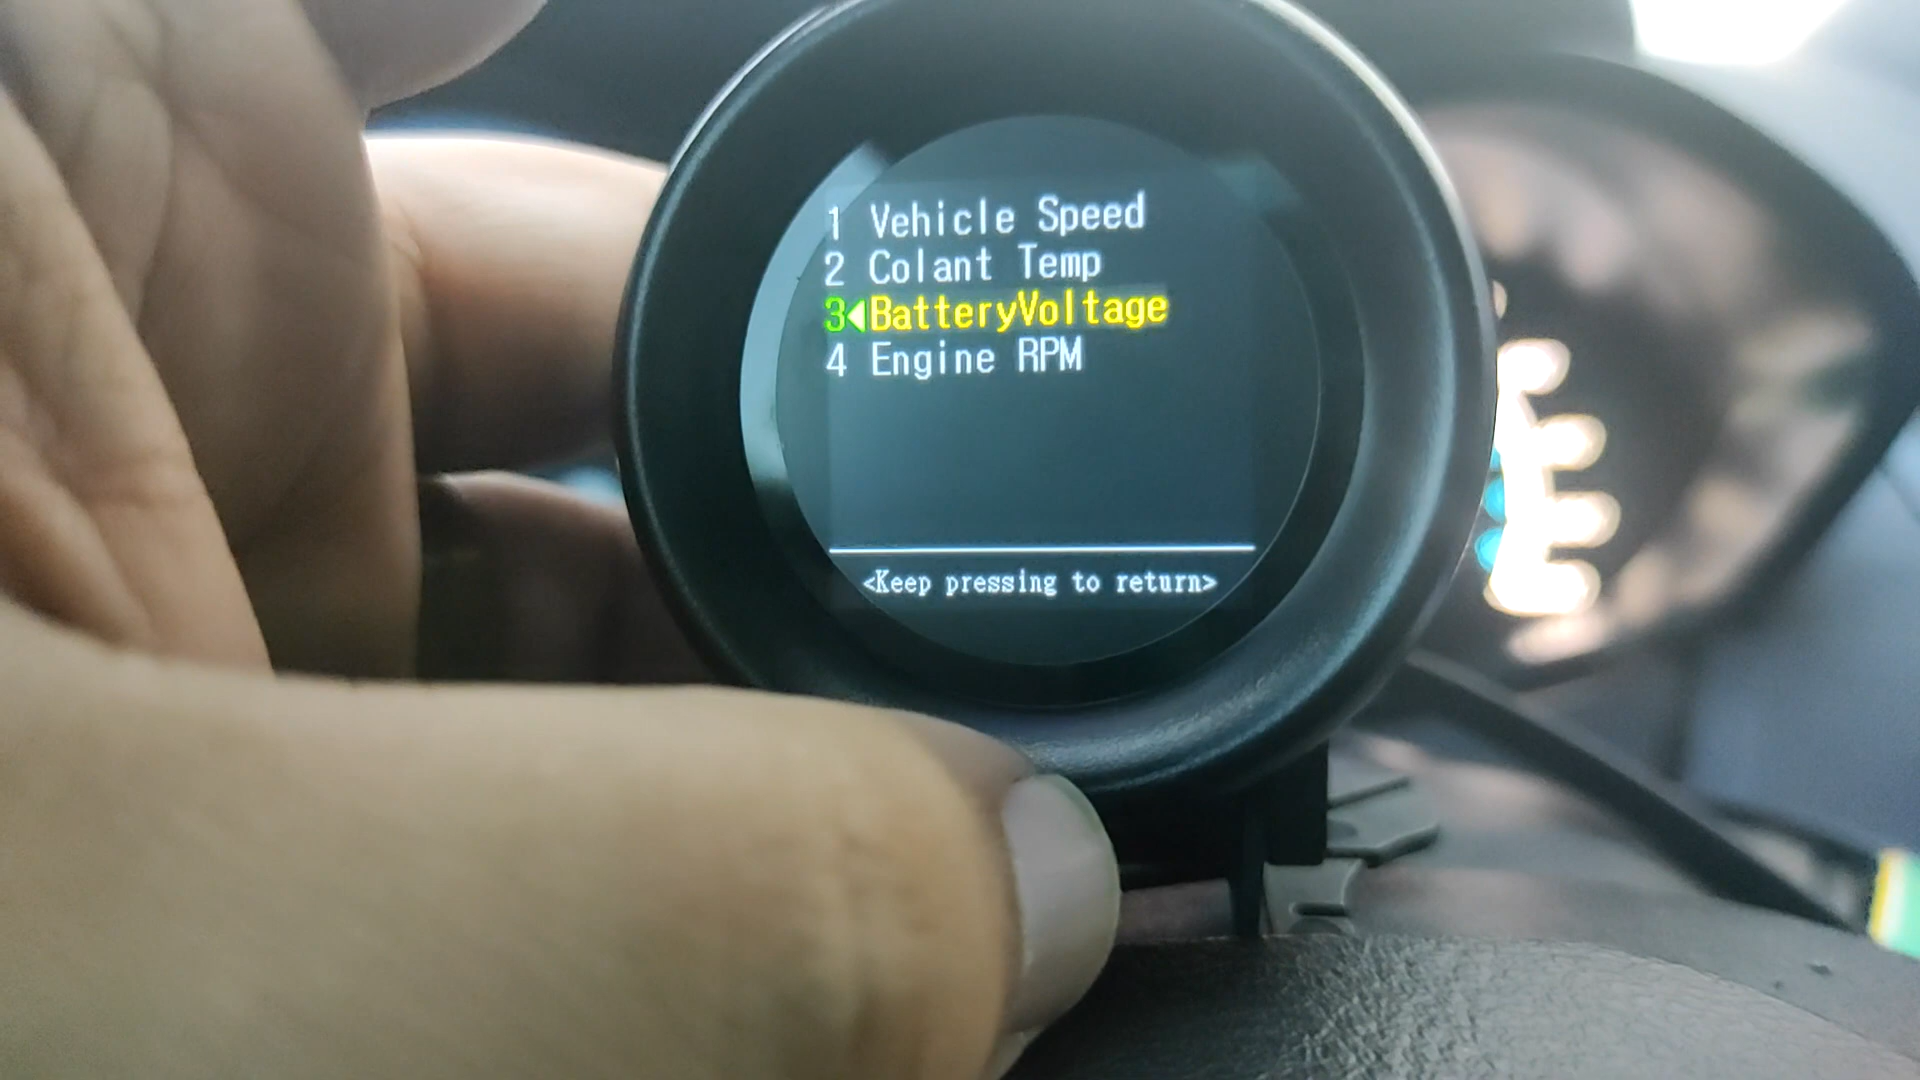 1 Vehicle Speed
2 Colant Temp
3 BatteryVoltage
4 Engine RPM
<Keep pressing to return>